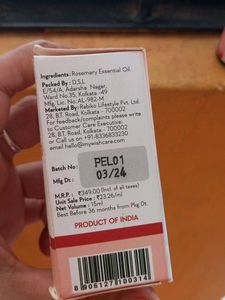 Ingredients: Rosemary Essential Oil.
Packed By: D.S.L.
E/54/A, Adarsha Nagar,
Ward No.35, Kolkata -49
Mfg. Lic. No.AL-982-M
Marketed By: Rabiko Lifestyle Pvt. Ltd.
28, B.T. Road, Kolkata - 700002
For feedback/complaints please write
to Customer Care Executive:
28, B.T. Road, Kolkata - 700002
or Call us on +91-8336833230
email: info@mywishcare.com
Batch No
PEL01
Mfg Dt :
03/24
M.R.P. : ₹349.00 (Incl. of all taxes)
Unit Sale Price : ₹23.26/ml
Net Volume : 15ml
Best Before 36 months from Pkg Dt.
PRODUCT OF INDIA
8906127100314